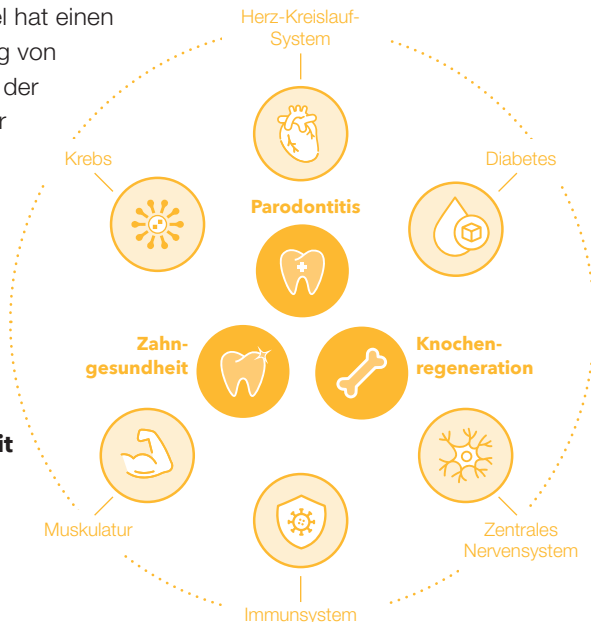 el hat einen
g von
der
r
Herz-Kreislauf-
System
Krebs
Diabetes
Parodontitis
Zahn-
gesundheit
Knochen-
regeneration
it
Muskulatur
Zentrales
Nervensystem
Immunsystem